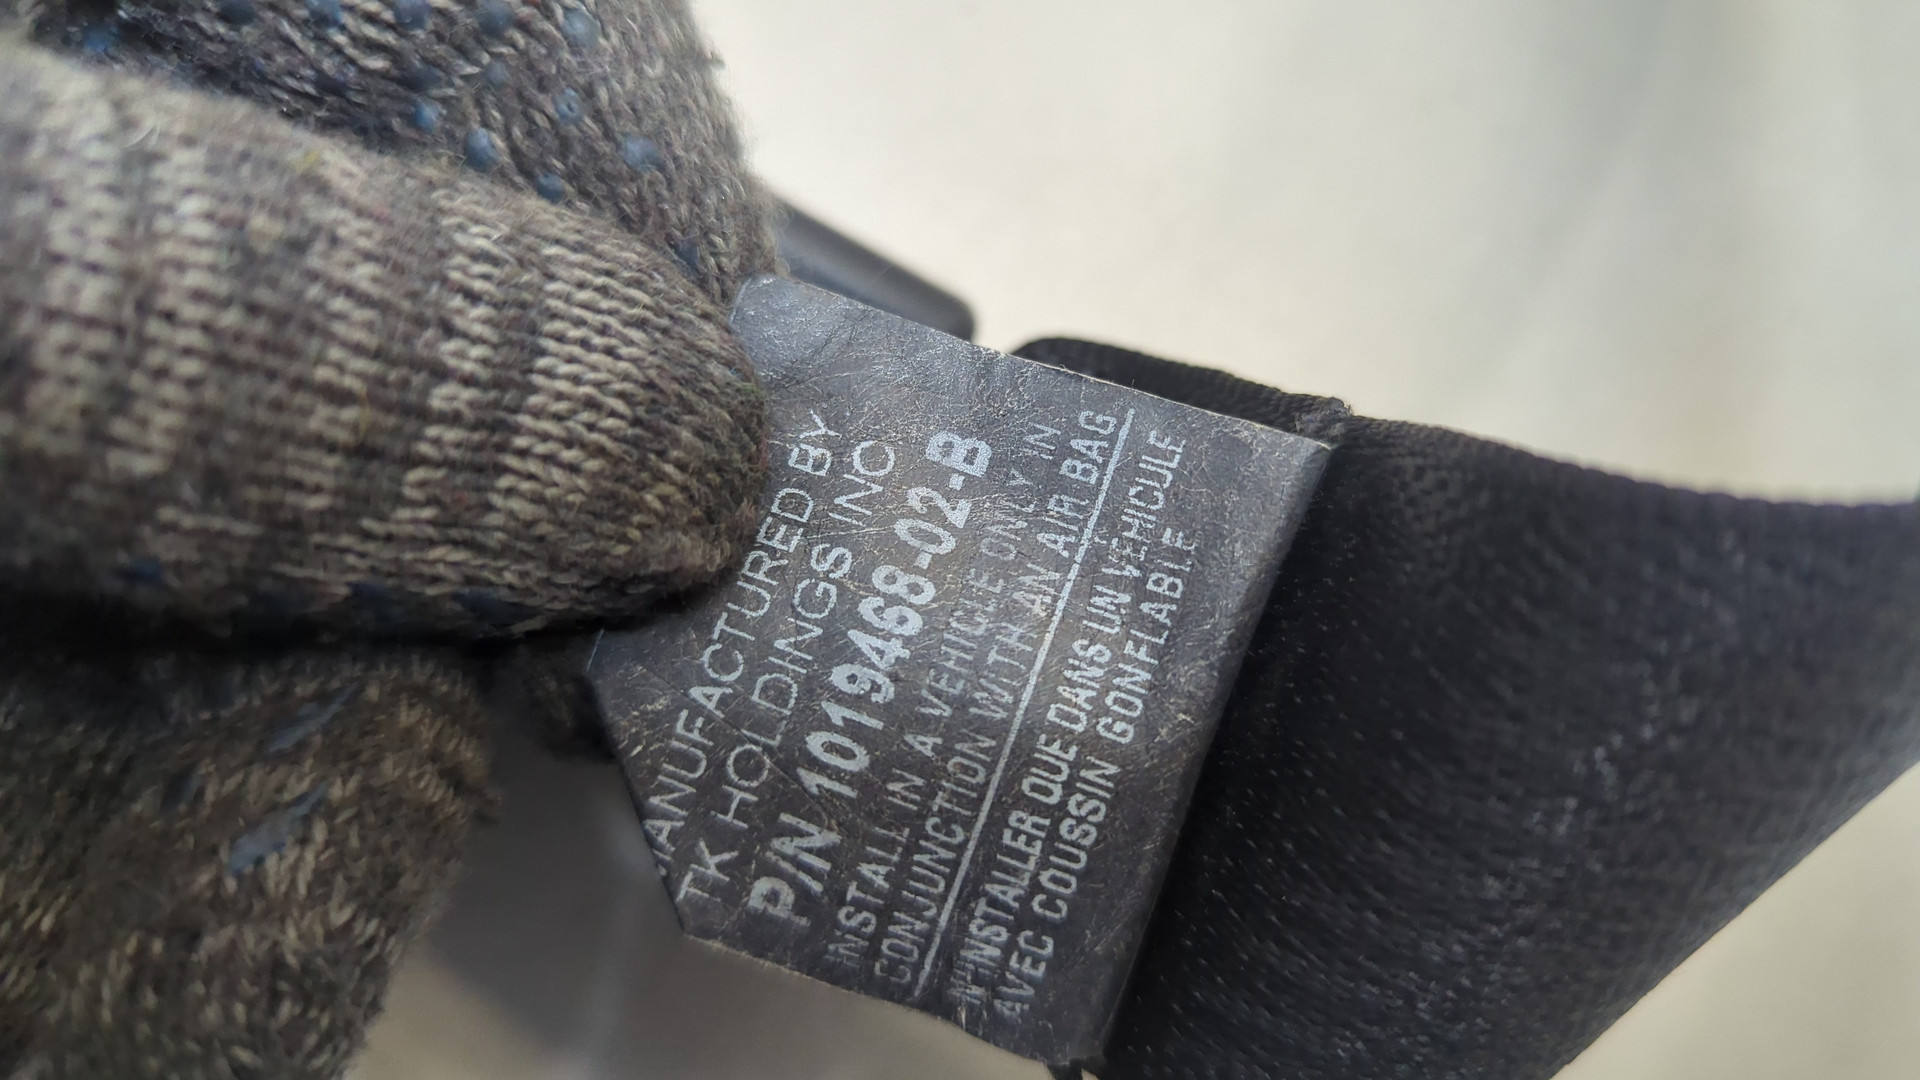 MANUFACTURED BY
TK HOLDINGS INC
P/N 1019468-02-B
INSTALL IN A VEHICLE ONLY IN
CONJUNCTION WITH AN AIR BAG
N'INSTALLER QUE DANS UN VEHICULE
AVEC COUSSIN GONFLABLE